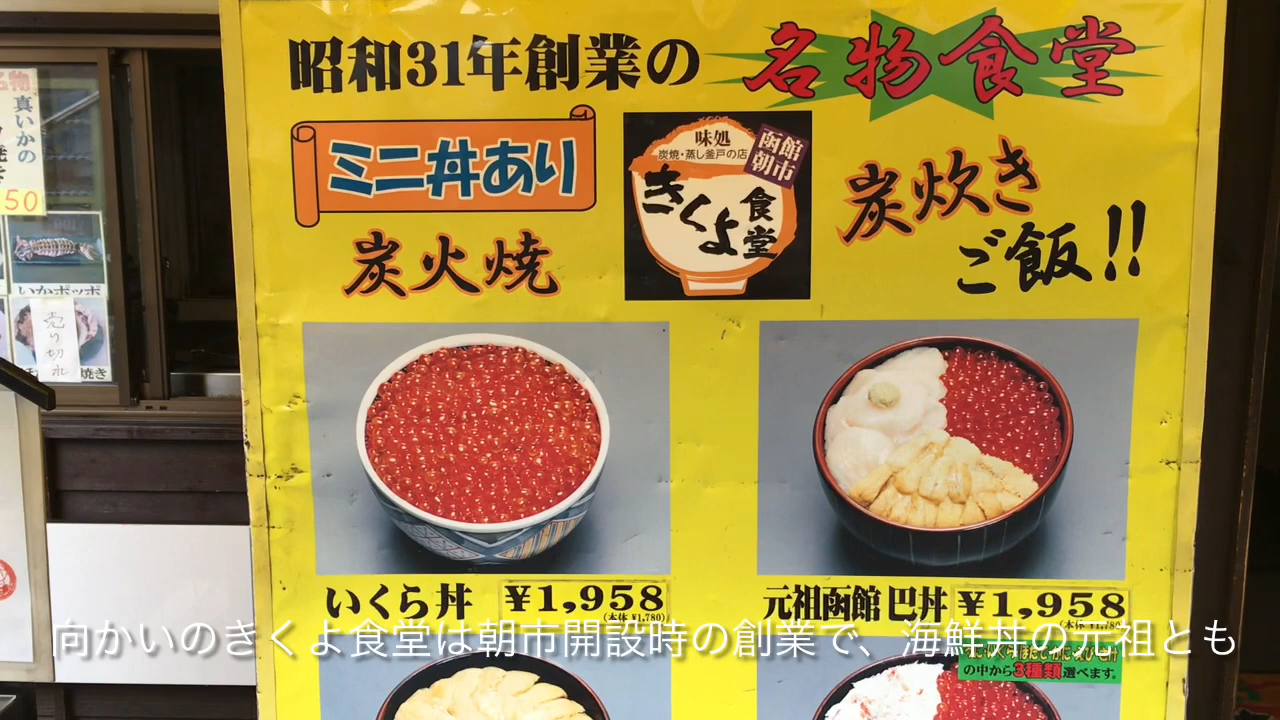 昭和31年創業の 名物食堂
ミニ丼あり
味処
炭焼・蒸し釜戸の店
函館朝市
きくよ食堂
炭火焼
炭炊き
ご飯!!
名物
真いかの
50
いかポッポ
売り切れ
焼き
いくら丼 ¥1,958
(本体 ¥1,780)
元祖函館 巴丼 ¥1,958
の中から3種類選べます。
向かいのきくよ食堂は朝市開設時の創業で、海鮮丼の元祖とも